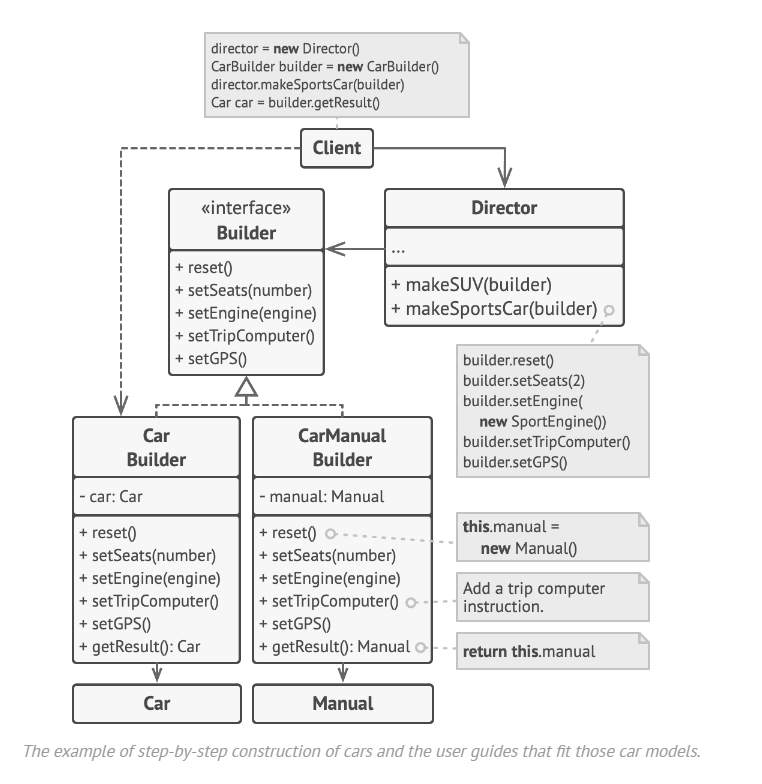 director = new Director()
CarBuilder builder = new CarBuilder()
director.makeSportsCar(builder)
Car car = builder.getResult()
Client
«interface»
Builder
+ reset()
+ setSeats(number)
+ setEngine(engine)
+ setTripComputer()
+ setGPS()
Director
...
+ makeSUV(builder)
+ makeSportsCar(builder)
builder.reset()
builder.setSeats(2)
builder.setEngine(
new SportEngine())
builder.setTripComputer()
builder.setGPS()
Car
Builder
- car: Car
+ reset()
+ setSeats(number)
+ setEngine(engine)
+ setTripComputer()
+ setGPS()
+ getResult(): Car
CarManual
Builder
- manual: Manual
+ reset()
+ setSeats(number)
+ setEngine(engine)
+ setTripComputer()
+ setGPS()
+ getResult(): Manual
this.manual =
new Manual()
Add a trip computer
instruction.
return this.manual
Car
Manual
The example of step-by-step construction of cars and the user guides that fit those car models.